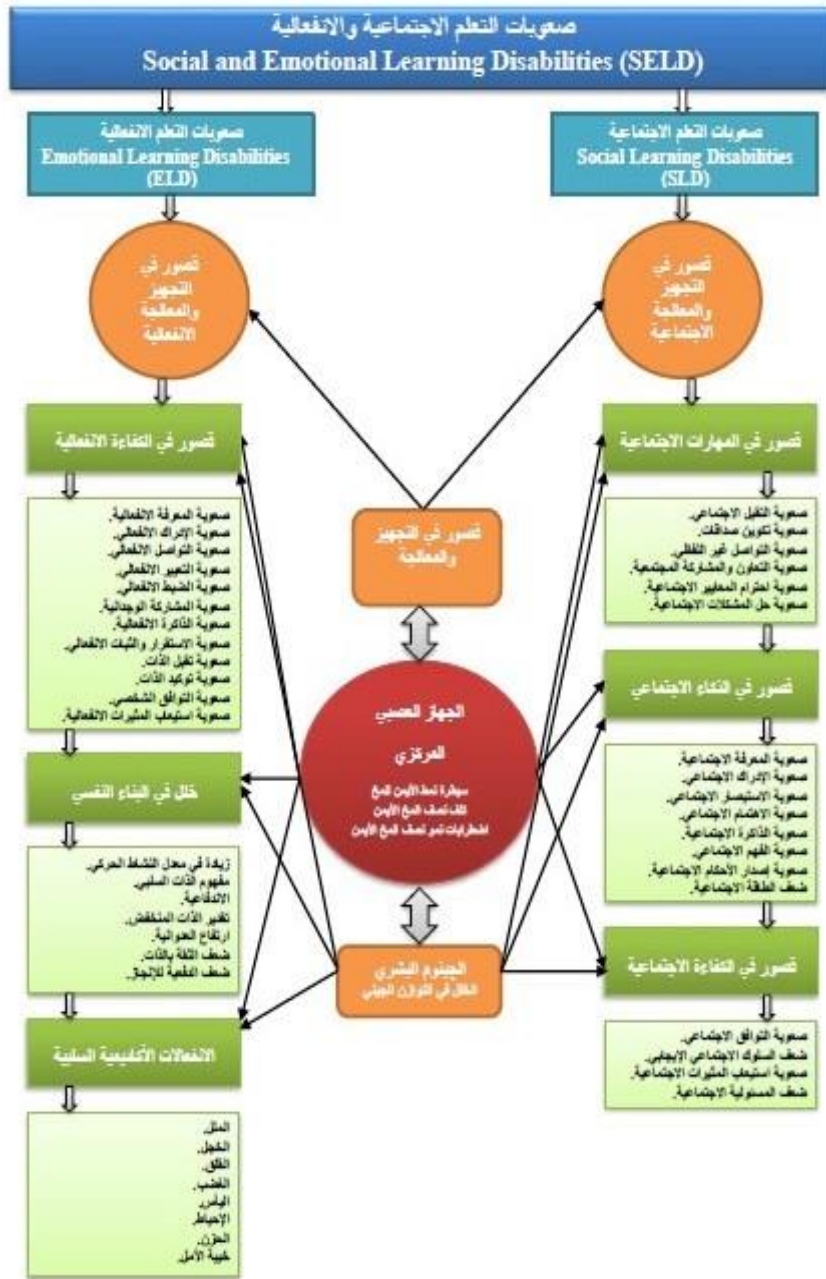 صعوبات التعلم الاجتماعية والانفعالية
Social and Emotional Learning Disabilities (SELD)
صعوبات التعلم الاجتماعية
Social Learning Disabilities
(SLD)
صعوبات التعلم الانفعالية
Emotional Learning Disabilities
(ELD)
قصور في
التجهيز
والمعالجة
الاجتماعية
قصور في
التجهيز
والمعالجة
الانفعالية
قصور في المهارات الاجتماعية
صعوبة التقبل الاجتماعي.
صعوبة تكوين صداقات.
صعوبة التواصل غير اللفظي.
صعوبة التعاون والمشاركة المجتمعية.
صعوبة احترام المعايير الاجتماعية.
صعوبة حل المشكلات الاجتماعية.
قصور في الذكاء الاجتماعي
صعوبة المعرفة الاجتماعية.
صعوبة الإدراك الاجتماعي.
صعوبة الاستبصار الاجتماعي.
صعوبة الاهتمام الاجتماعي.
صعوبة الذاكرة الاجتماعية.
صعوبة الفهم الاجتماعي.
صعوبة إصدار الأحكام الاجتماعية.
ضعف الطاقة الاجتماعية.
قصور في الكفاءة الاجتماعية
صعوبة التوافق الاجتماعي.
ضعف السلوك الاجتماعي الإيجابي.
صعوبة استيعاب المثيرات الاجتماعية.
ضعف المسئولية الاجتماعية.
قصور في التجهيز
والمعالجة
الجهاز العصبي
المركزي
سيطرة نمط الأيمن للمخ
تلف نصف المخ الأيمن
اضطرابات نمو نصف المخ الأيمن
الجينوم البشري
الخلل في التوازن الجيني
قصور في الكفاءة الانفعالية
صعوبة المعرفة الانفعالية.
صعوبة الإدراك الانفعالي.
صعوبة التواصل الانفعالي.
صعوبة التعبير الانفعالي.
صعوبة الضبط الانفعالي.
صعوبة المشاركة الوجدانية.
صعوبة الذاكرة الانفعالية.
صعوبة الاستقرار والثبات الانفعالي.
صعوبة تقبل الذات.
صعوبة توكيد الذات.
صعوبة التوافق الشخصي.
صعوبة استيعاب المثيرات الانفعالية.
خلل في البناء النفسي
زيادة في معدل النشاط الحركي.
مفهوم الذات السلبي.
الاندفاعية.
تقدير الذات المنخفض.
ارتفاع العدوانية.
ضعف الثقة بالذات.
ضعف الدفعية للإنجاز.
الانفعالات الأكاديمية السلبية
الملل.
الخجل.
القلق.
الغضب.
اليأس.
الإحباط.
الحزن.
خيبة الأمل.